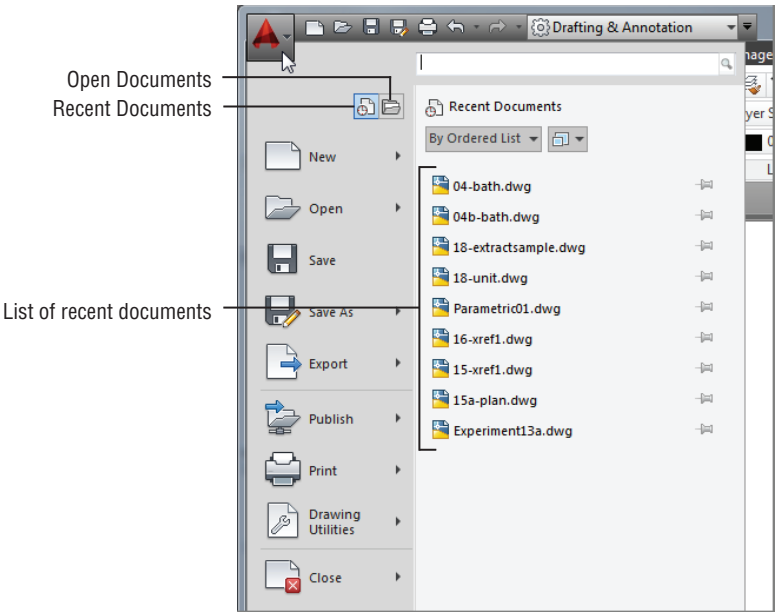 Drafting & Annotation
Open Documents
Recent Documents
List of recent documents
New
Open
Save
Save As
Export
Publish
Print
Drawing
Utilities
Close
Recent Documents
By Ordered List
04-bath.dwg
04b-bath.dwg
18-extractsample.dwg
18-unit.dwg
Parametric01.dwg
16-xref1.dwg
15-xref1.dwg
15a-plan.dwg
Experiment13a.dwg